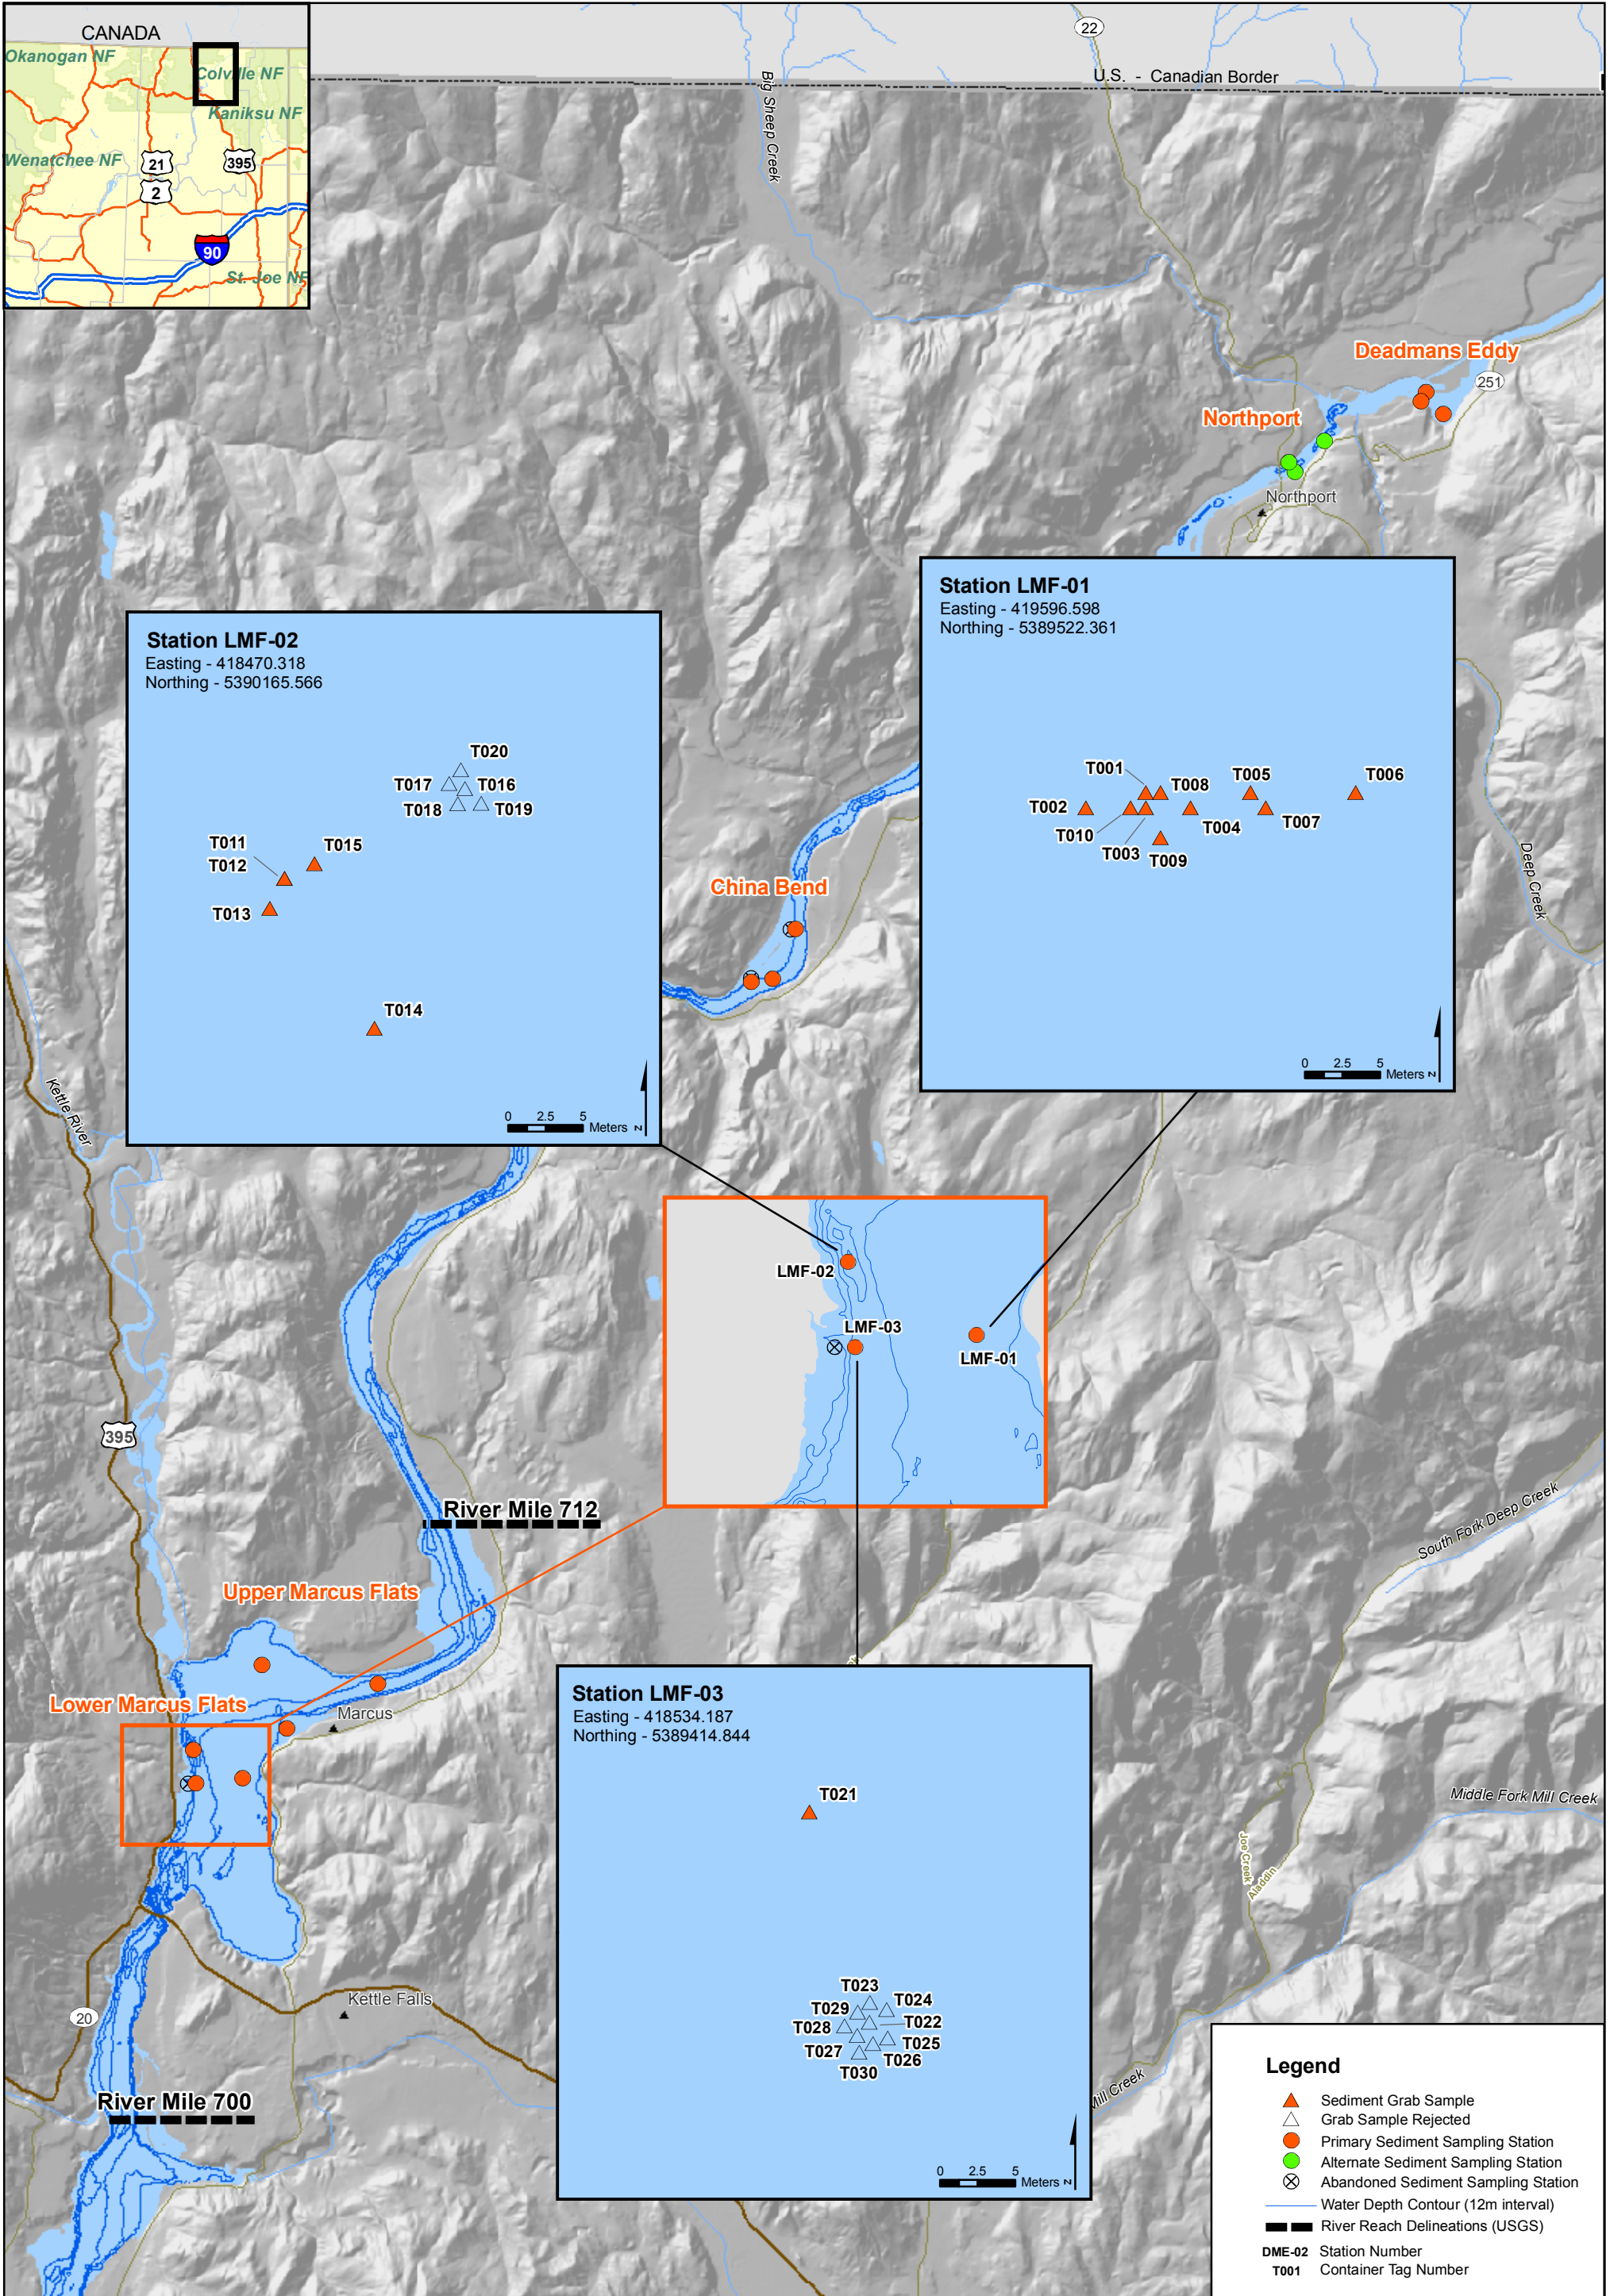 CANADA
Okanogan NF
Colville NF
Kaniksu NF
Wenatchee NF
21
395
2
90
St. Joe NF
22
U.S. - Canadian Border
Big Sheep Creek
Deadmans Eddy
251
Northport
Northport
Station LMF-01
Easting - 419596.598
Northing - 5389522.361
T001
T008
T005
T006
T002
T010
T004
T007
T003
T009
0 2.5 5
Meters
N
Station LMF-02
Easting - 418470.318
Northing - 5390165.566
T020
T017
T016
T018
T019
T011
T015
T012
T013
T014
0 2.5 5
Meters
N
China Bend
Deep Creek
Kettle River
LMF-02
LMF-03
LMF-01
395
River Mile 712
South Fork Deep Creek
Upper Marcus Flats
Lower Marcus Flats
Marcus
Station LMF-03
Easting - 418534.187
Northing - 5389414.844
T021
T023
T024
T029
T022
T028
T025
T027
T026
T030
0 2.5 5
Meters
N
Middle Fork Mill Creek
Joe Creek
Aladdin
Kettle Falls
20
River Mile 700
Mill Creek
Legend
Sediment Grab Sample
Grab Sample Rejected
Primary Sediment Sampling Station
Alternate Sediment Sampling Station
Abandoned Sediment Sampling Station
Water Depth Contour (12m interval)
River Reach Delineations (USGS)
DME-02 Station Number
T001 Container Tag Number